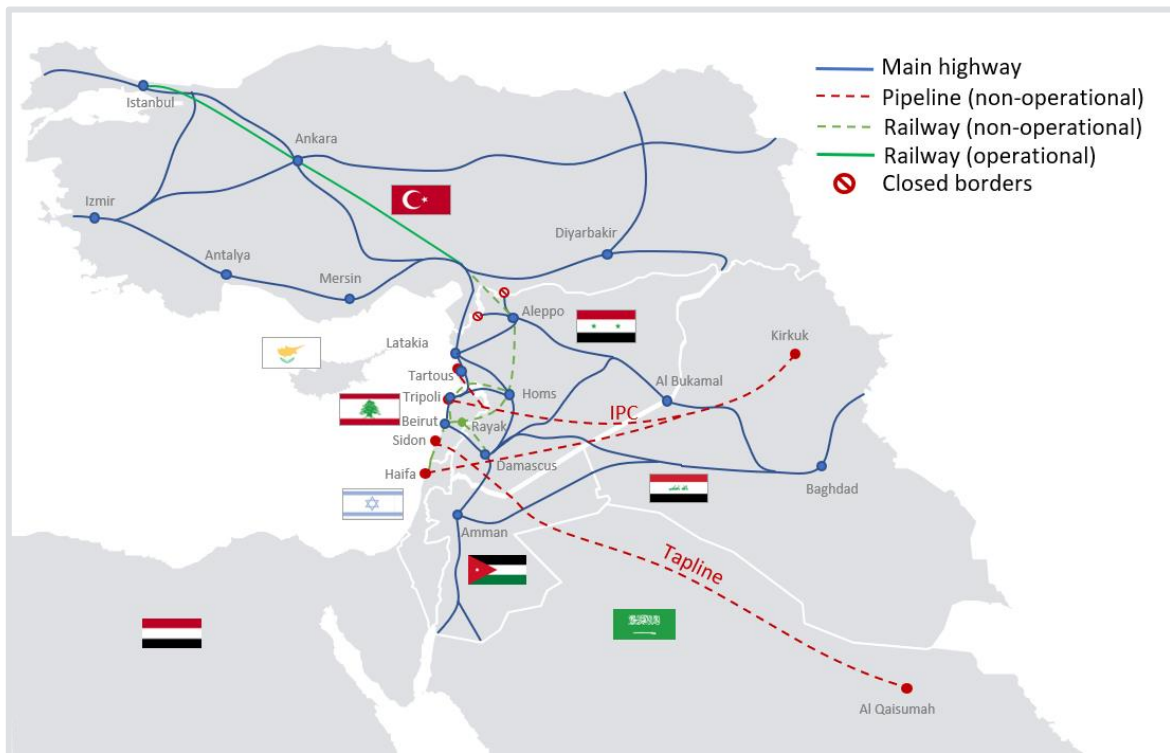 Main highway
Pipeline (non-operational)
Railway (non-operational)
Railway (operational)
Closed borders
Istanbul
Ankara
Izmir
Antalya
Mersin
Diyarbakir
Aleppo
Latakia
Kirkuk
Tartous
Al Bukamal
Tripoli
Homs
IPC
Beirut
Rayak
Sidon
Damascus
Haifa
Baghdad
Amman
Tapline
Al Qaisumah